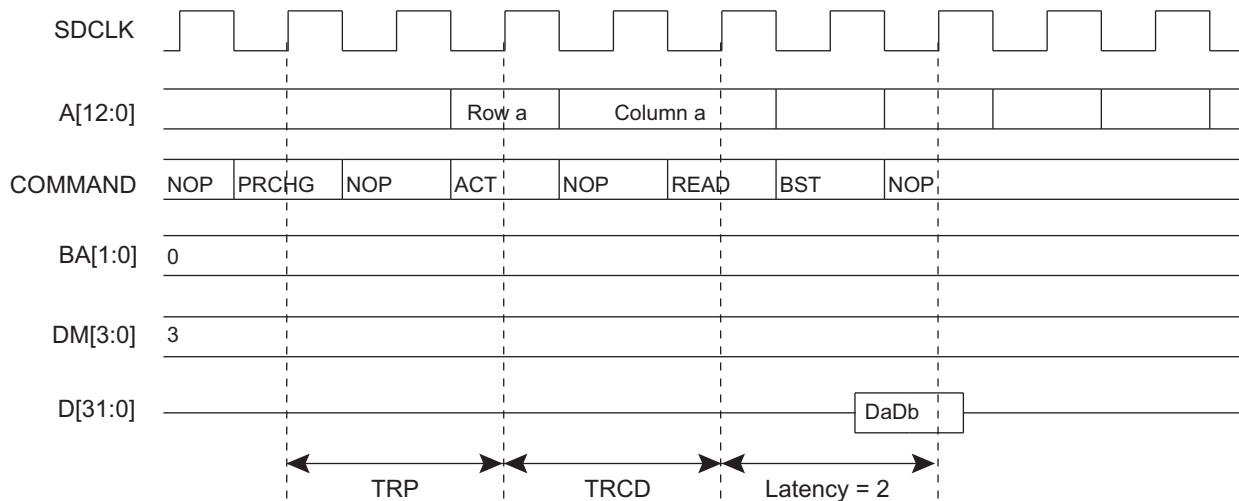 SDCLK
A[12:0] Row a Column a
COMMAND NOP PRCHG NOP ACT NOP READ BST NOP
BA[1:0] 0
DM[3:0] 3
D[31:0] DaDb
TRP TRCD Latency = 2